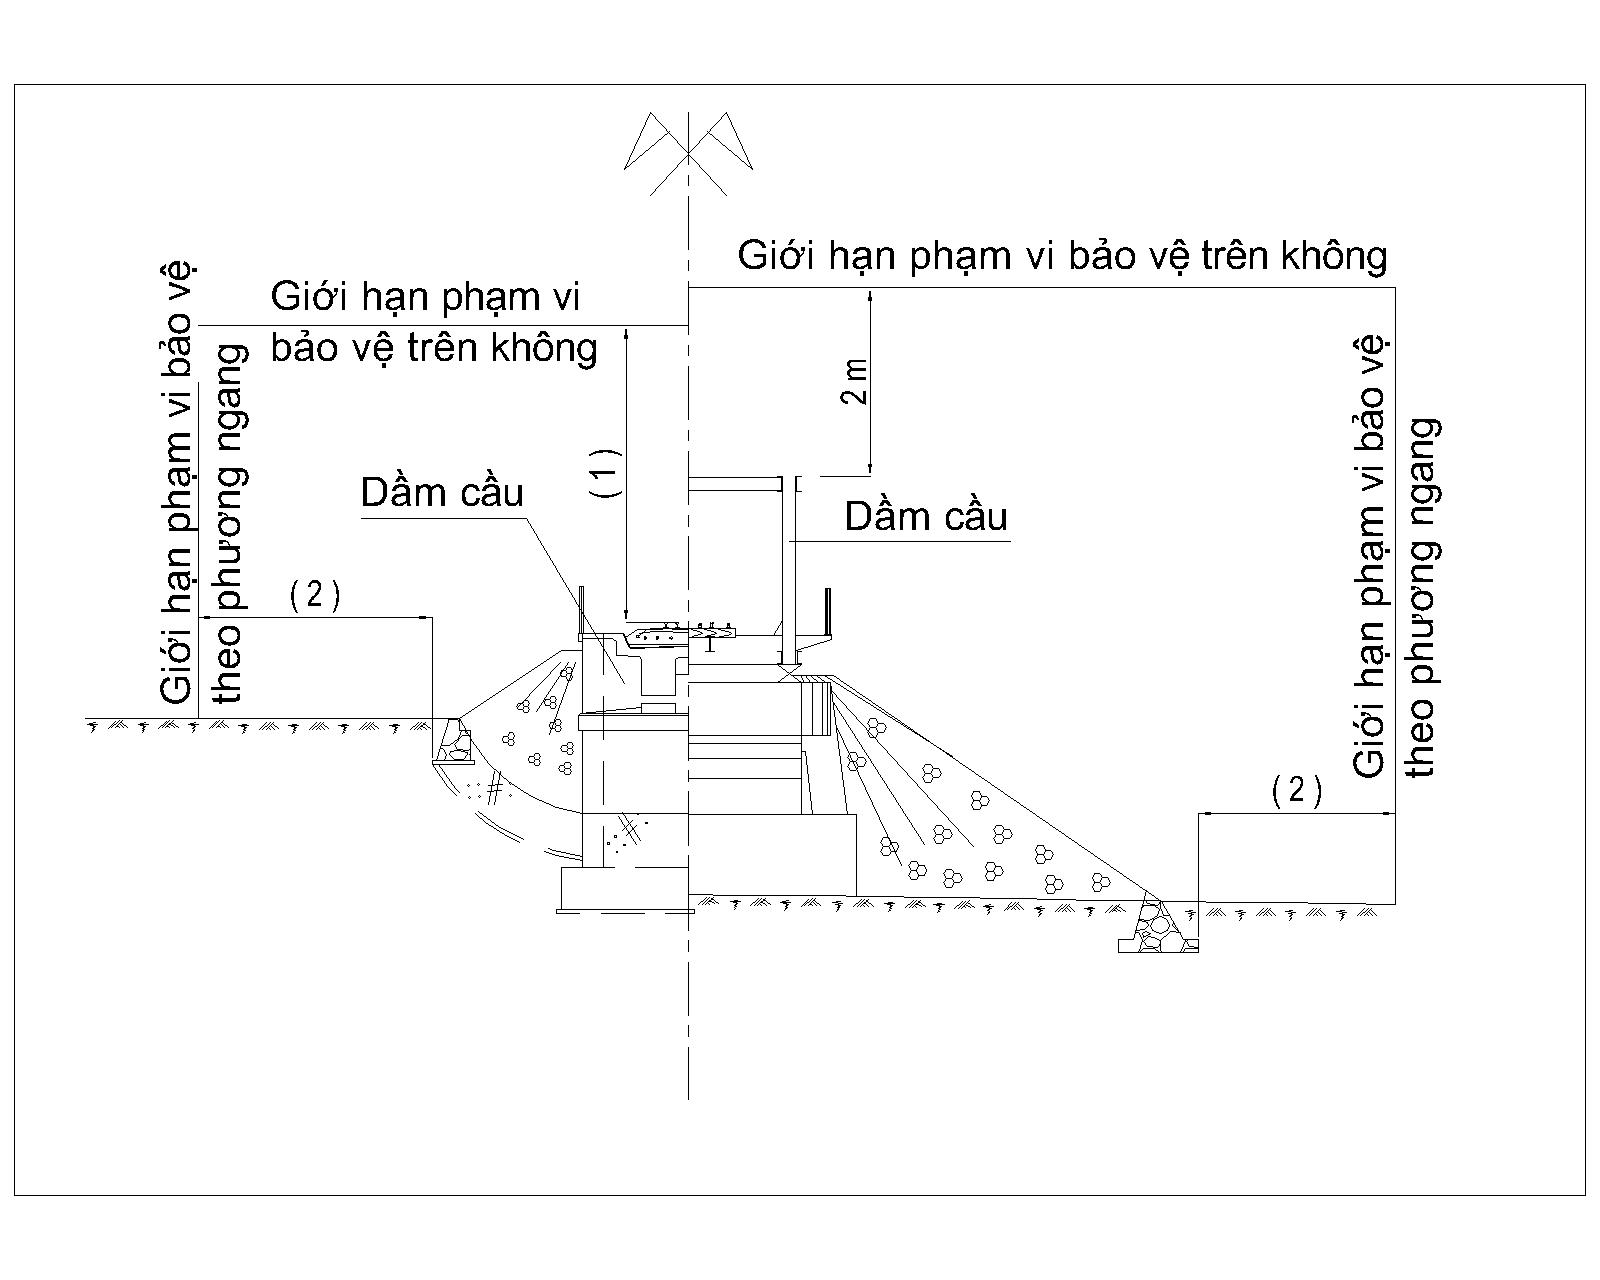 Giới hạn phạm vi bảo vệ trên không
Giới hạn phạm vi
bảo vệ trên không
Giới hạn phạm vi bảo vệ
theo phương ngang
2 m
( 1 )
Dầm cầu
Dầm cầu
( 2 )
Giới hạn phạm vi bảo vệ
theo phương ngang
( 2 )